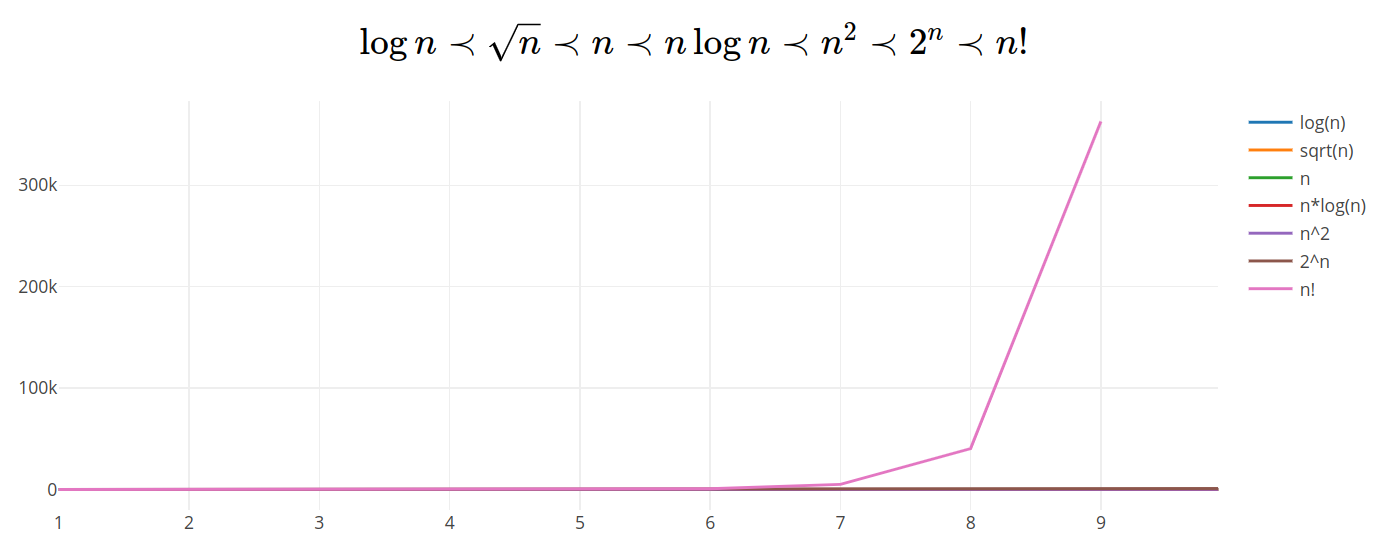 log n ≺ √n ≺ n ≺ n log n ≺ n² ≺ 2ⁿ ≺ n!
log(n)
sqrt(n)
n
n*log(n)
n^2
2^n
n!
300k
200k
100k
0
1 2 3 4 5 6 7 8 9